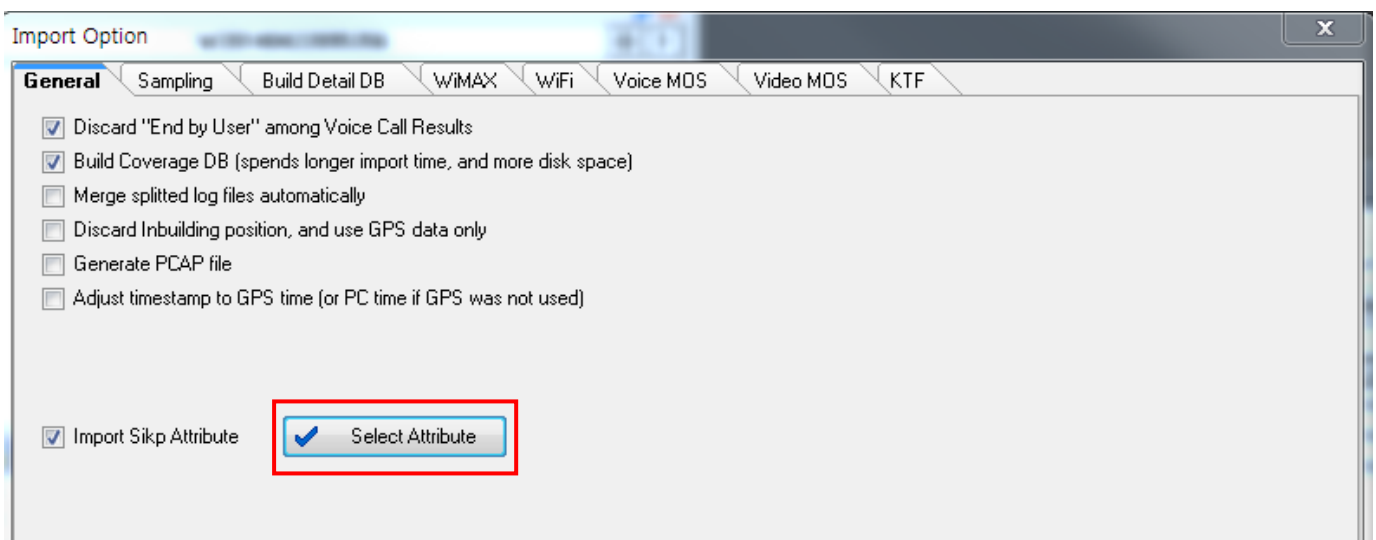 Import Option
General Sampling Build Detail DB WiMAX WiFi Voice MOS Video MOS KTF
Discard "End by User" among Voice Call Results
Build Coverage DB (spends longer import time, and more disk space)
Merge splitted log files automatically
Discard Inbuilding position, and use GPS data only
Generate PCAP file
Adjust timestamp to GPS time (or PC time if GPS was not used)
Import Sikp Attribute Select Attribute